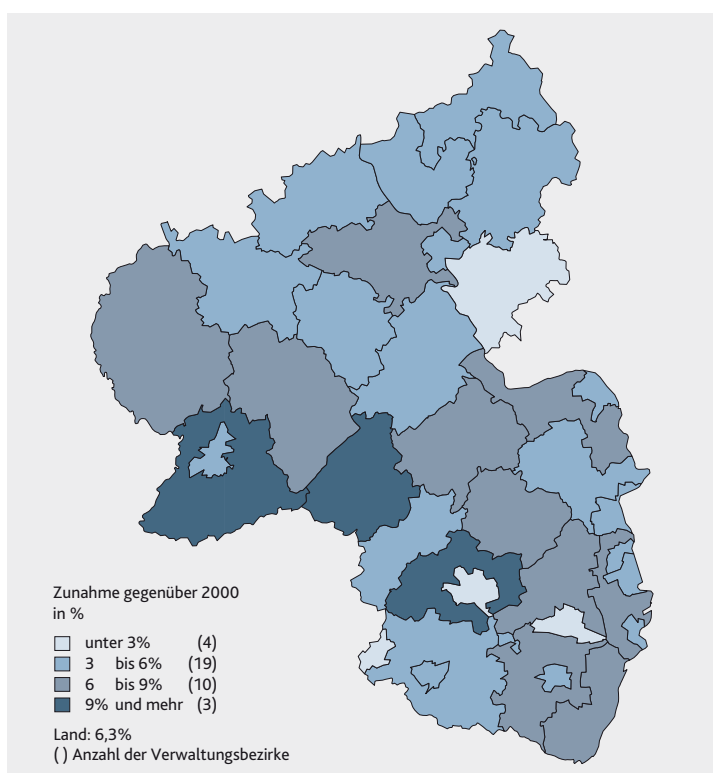 Zunahme gegenüber 2000
in %
unter 3% (4)
3 bis 6% (19)
6 bis 9% (10)
9% und mehr (3)
Land: 6,3%
( ) Anzahl der Verwaltungsbezirke